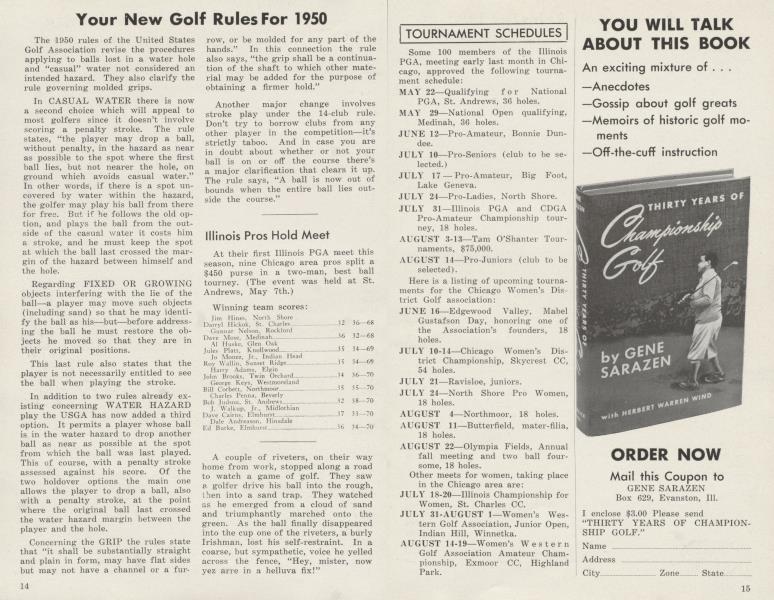 Your New Golf Rules For 1950
The 1950 rules of the United States
Golf Association revise the procedures
applying to balls lost in a water hole
and "casual" water not considered an
intended hazard. They also clarify the
rule governing molded grips.
In CASUAL WATER there is now
a second choice which will appeal to
most golfers since it doesn't involve
scoring a penalty stroke. The rule
states, "the player may drop a ball,
without penalty, in the hazard as near
as possible to the spot where the first
ball lies, but not nearer the hole, on
ground which avoids casual water."
In other words, if there is a spot un-
covered by water within the hazard,
the golfer may play his ball from there
for free. But if he follows the old op-
tion, and plays the ball from the out-
side of the casual water it costs him
a stroke, and he must keep the spot
at which the ball last crossed the mar-
gin of the hazard between himself and
the hole.
Regarding FIXED OR GROWING
objects interfering with the lie of the
ball—a player may move such objects
(including sand) so that he may identi-
fy the ball as his—but—before address-
ing the ball he must restore the ob-
jects he moved so that they are in
their original positions.
This last rule also states that the
player is not necessarily entitled to see
the ball when playing the stroke.
In addition to two rules already ex-
isting concerning WATER HAZARD
play the USGA has now added a third
option. It permits a player whose ball
is in the water hazard to drop another
ball as near as possible at the spot
from which the ball was last played.
This of course, with a penalty stroke
assessed against his score. Of the
two holdover options the main one
allows the player to drop a ball, also
with a penalty stroke, at the point
where the original ball last crossed
the water hazard margin between the
player and the hole.
Concerning the GRIP the rules state
that "it shall be substantially straight
and plain in form, may have flat sides
but may not have a channel or a fur-
14
row, or be molded for any part of the
hands." In this connection the rule
also says, "the grip shall be a continua-
tion of the shaft to which other mate-
rial may be added for the purpose of
obtaining a firmer hold."
Another major change involves
stroke play under the 14-club rule.
Don't try to borrow clubs from any
other player in the competition—it's
strictly taboo. And in case you are
in doubt about whether or not your
ball is on or off the course there's
a major clarification that clears it up.
The rule says, "A ball is now out of
bounds when the entire ball lies out-
side the course."
Illinois Pros Hold Meet
At their first Illinois PGA meet this
season, nine Chicago area pros split a
$450 purse in a two-man, best ball
tourney. (The event was held at St.
Andrews, May 7th.)
Winning team scores:
Jim Hines, North Shore
Darryl Hickok, St. Charles 32 36—68
Gunnar Nelson, Rockford
Dave Mose, Medinah 36 32—68
Al Huske, Glen Oak
Jules Platt, Knollwood 35 34—69
Jo Mozee, Jr., Indian Head
Roy Wallin, Sunset Ridge 35 34—69
Harry Adams, Elgin
John Brooks, Twin Orchard 34 36—70
George Keys, Westmoreland
Bill Corbett, Northmoor 35 35—70
Charles Penna, Beverly
Bob Judson, St. Andrews 32 38—70
J. Walkup, Jr., Midlothian
Dave Cairns, Elmhurst 37 33—70
Dale Andreason, Hinsdale
Ed Burke, Elmhurst 36 34—70
A couple of riveters, on their way
home from work, stopped along a road
to watch a game of golf. They saw
a golfer drive his ball into the rough,
then into a sand trap. They watched
as he emerged from a cloud of sand
and triumphantly marched onto the
green. As the ball finally disappeared
into the cup one of the riveters, a burly
Irishman, lost his self-restraint. In a
coarse, but sympathetic, voice he yelled
across the fence, "Hey, mister, now
yez arre in a helluva fix!"
TOURNAMENT SCHEDULES
Some 100 members of the Illinois
PGA, meeting early last month in Chi-
cago, approved the following tourna-
ment schedule:
MAY 22—Qualifying for National
PGA, St. Andrews, 36 holes.
MAY 29—National Open qualifying,
Medinah, 36 holes.
JUNE 12—Pro-Amateur, Bonnie Dun-
dee.
JULY 10—Pro-Seniors (club to be se-
lected.)
JULY 17—Pro-Amateur, Big Foot,
Lake Geneva.
JULY 24—Pro-Ladies, North Shore.
JULY 31—Illinois PGA and CDGA
Pro-Amateur Championship tour-
ney, 18 holes.
AUGUST 3-13—Tam O'Shanter Tour-
naments, $75,000.
AUGUST 14—Pro-Juniors (club to be
selected).
Here is a listing of upcoming tourna-
ments for the Chicago Women's Dis-
trict Golf association:
JUNE 16—Edgewood Valley, Mabel
Gustafson Day, honoring one of
the Association's founders, 18
holes.
JULY 10-14—Chicago Women's Dis-
trict Championship, Skycrest CC,
54 holes.
JULY 21—Ravisloe, juniors.
JULY 24—North Shore Pro Women,
18 holes.
AUGUST 4—Northmoor, 18 holes.
AUGUST 11—Butterfield, mater-filia,
18 holes.
AUGUST 22—Olympia Fields, Annual
fall meeting and two ball four-
some, 18 holes.
Other meets for women, taking place
in the Chicago area are:
JULY 18-20—Illinois Championship for
Women, St. Charles CC.
JULY 31-AUGUST 1—Women's Wes-
tern Golf Association, Junior Open,
Indian Hill, Winnetka.
AUGUST 14-19—Women's Western
Golf Association Amateur Cham-
pionship, Exmoor CC, Highland
Park.
YOU WILL TALK
ABOUT THIS BOOK
An exciting mixture of . . .
—Anecdotes
—Gossip about golf greats
—Memoirs of historic golf mo-
ments
—Off-the-cuff instruction
THIRTY YEARS OF
Championship
Golf
THIRTY YEARS OF
by GENE
SARAZEN
with HERBERT WARREN WIND
ORDER NOW
Mail this Coupon to
GENE SARAZEN
Box 629, Evanston, Ill.
I enclose $3.00 Please send
"THIRTY YEARS OF CHAMPION-
SHIP GOLF."
Name
Address
City Zone State
15